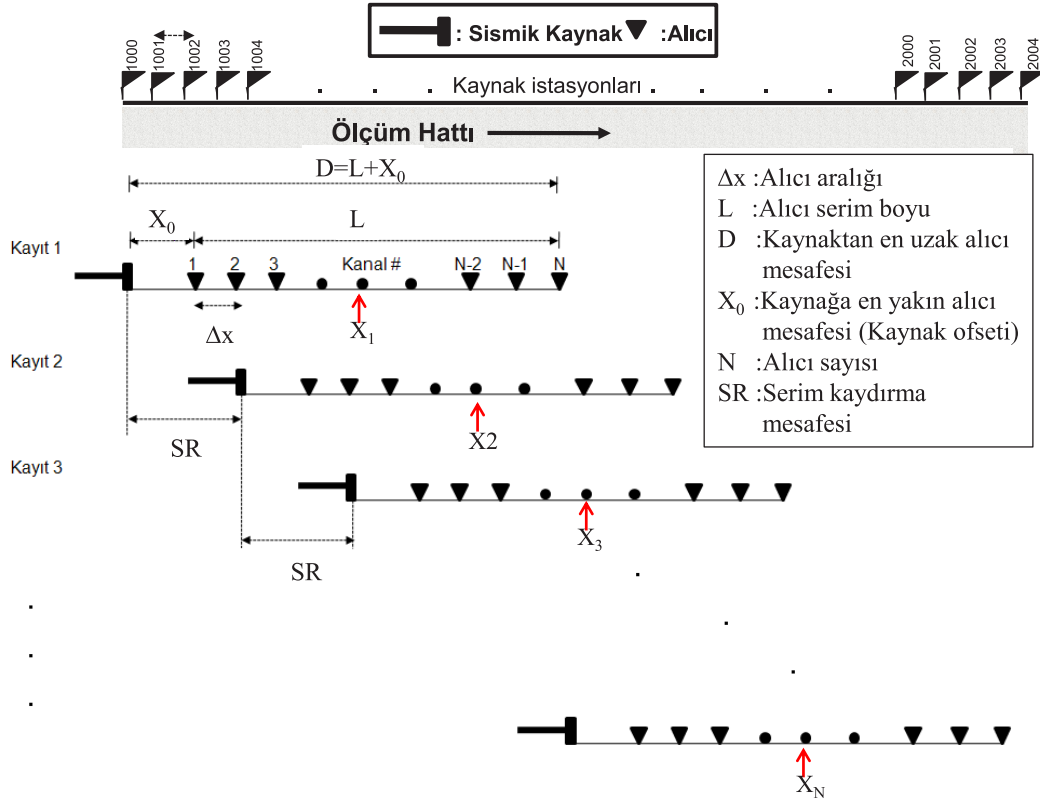 : Sismik Kaynak :Alıcı
1000 1001 1002 1003 1004 2000 2001 2002 2003 2004
Kaynak istasyonları
Ölçüm Hattı
D=L+X₀
X₀ L
Kayıt 1
1 2 3 Kanal # N-2 N-1 N
Δx
X₁
Kayıt 2
SR
X2
Kayıt 3
SR
X₃
X_N
Δx :Alıcı aralığı
L :Alıcı serim boyu
D :Kaynaktan en uzak alıcı
mesafesi
X₀ :Kaynağa en yakın alıcı
mesafesi (Kaynak ofseti)
N :Alıcı sayısı
SR :Serim kaydırma
mesafesi